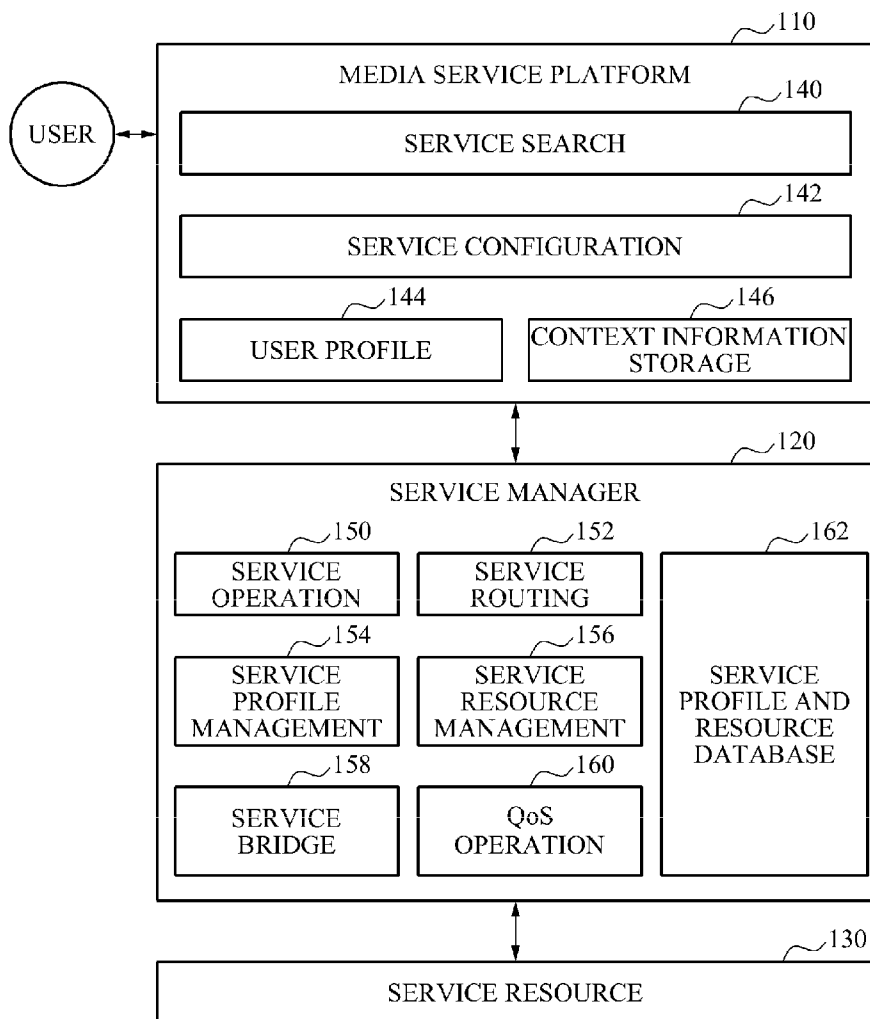 110
MEDIA SERVICE PLATFORM
USER
140
SERVICE SEARCH
142
SERVICE CONFIGURATION
144
USER PROFILE
146
CONTEXT INFORMATION
STORAGE
120
SERVICE MANAGER
150
SERVICE
OPERATION
152
SERVICE
ROUTING
162
SERVICE
PROFILE AND
RESOURCE
DATABASE
154
SERVICE
PROFILE
MANAGEMENT
156
SERVICE
RESOURCE
MANAGEMENT
158
SERVICE
BRIDGE
160
QoS
OPERATION
130
SERVICE RESOURCE